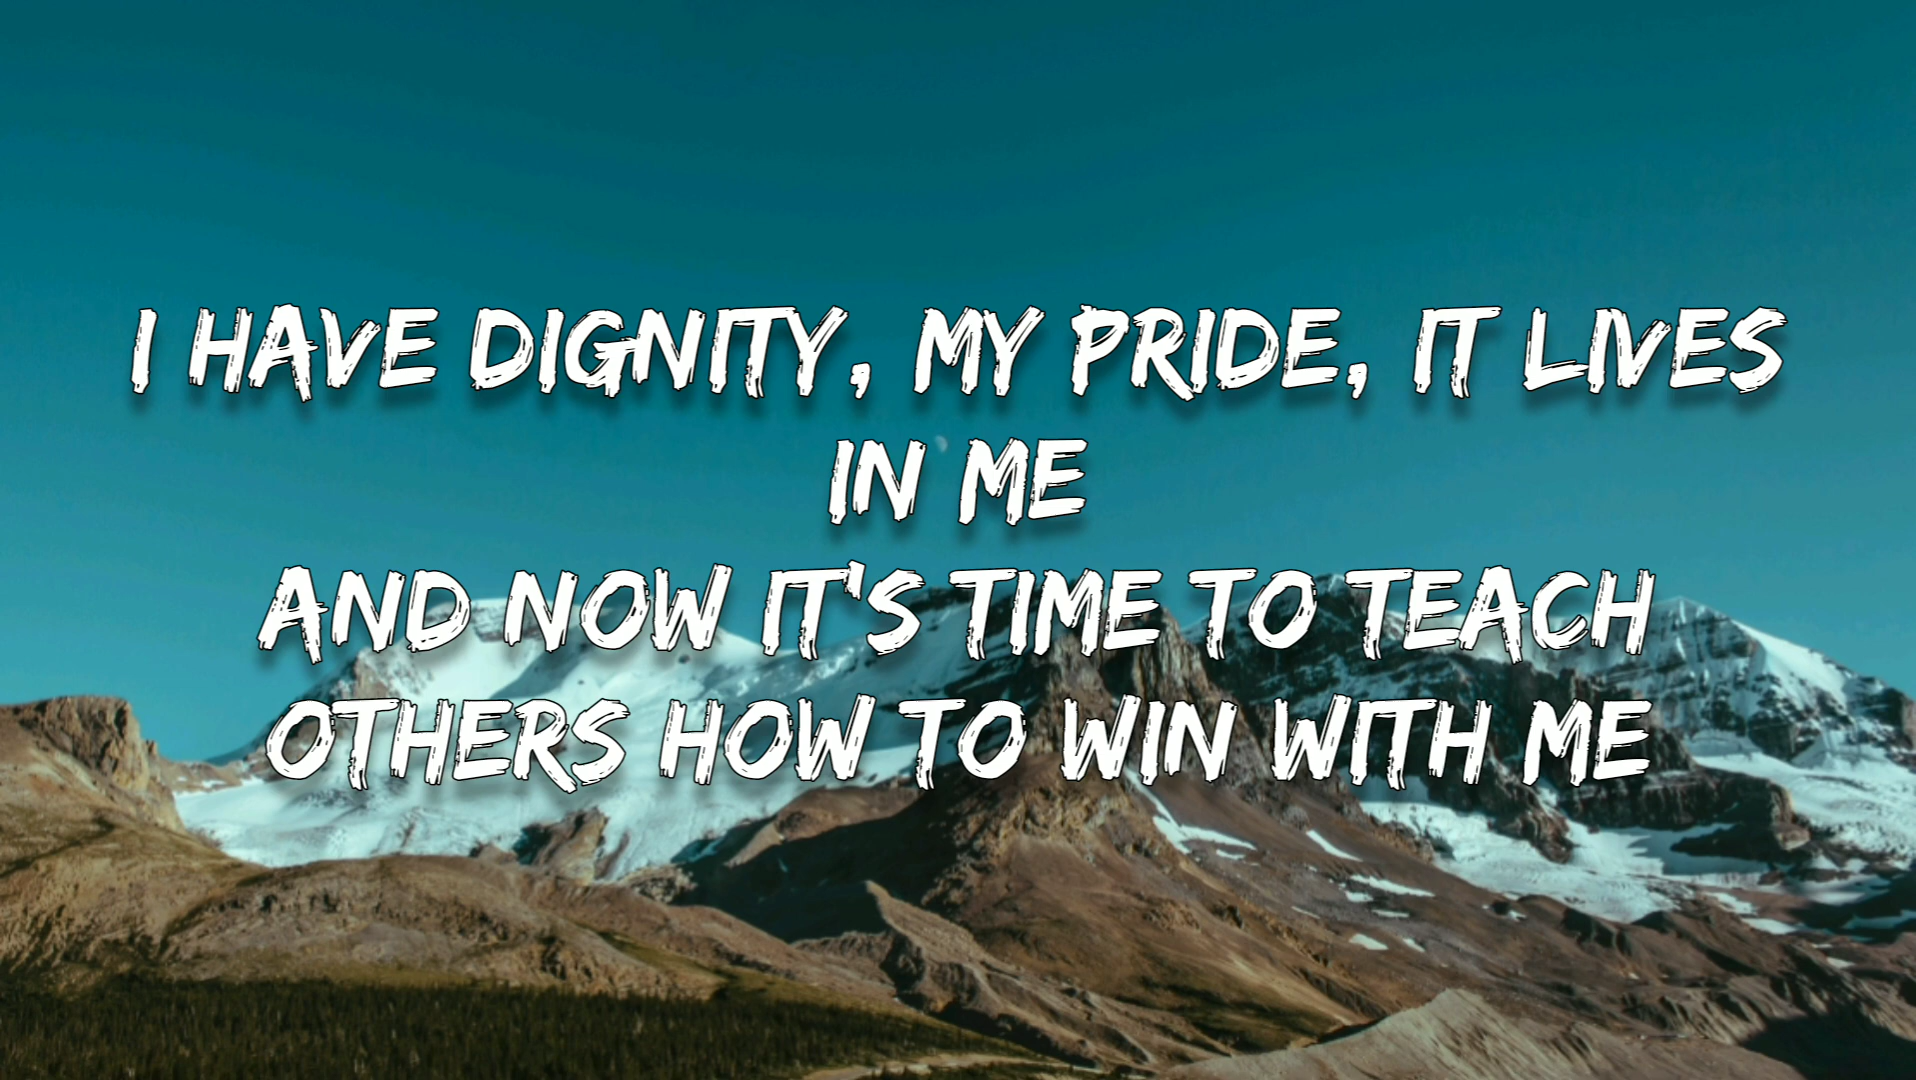 I HAVE DIGNITY, MY PRIDE, IT LIVES
IN ME
AND NOW IT'S TIME TO TEACH
OTHERS HOW TO WIN WITH ME